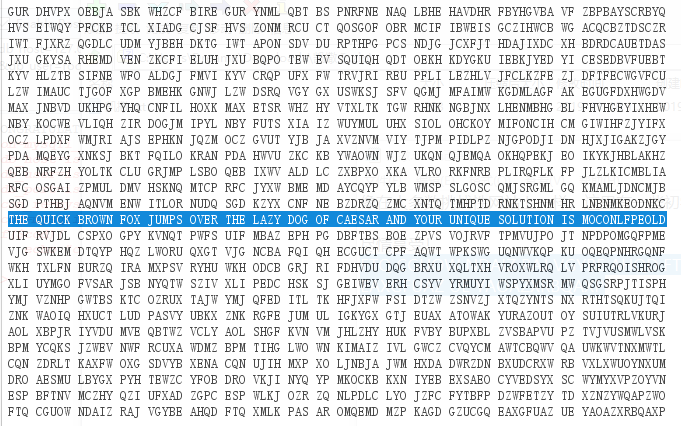 GUR DHVPX OEBJA SBK WHZCF BIRE GUR YNML QBT BS PNRFNE NAQ LBHE HAVDHR FBYHGVBA VF ZBPBAYSCRBYQ
HVS EIWQY PFCKB TCL XIADG CJSF HVS ZONM RCU CT QOSGOF OBR MCIF IBWEIS GCZIHWCB WG ACQCBZTDSCZR
IWT FJXRZ QGDLC UDM YJBEH DKTG IWT APON SDV DU RPTHPG PCS NDJG JCXFJT HDAJIXDC XH BDRDCAUETDAS
JXU GKYSA RHEMD VEN ZKCFI ELUH JXU BQPO TEW EV SQUIQH QDT OEKH KDYGKU IEBKJYED YI CESEDBVFUEBT
KYV HLZTB SIFNE WFO ALDGJ FMVI KYV CRQP UFX FW TRVJRI REU PFLI LEZHLV JFCLKZFE ZJ DFTFECWGVFCU
LZW IMAUC TJGOF XGP BMEHK GNWJ LZW DSRQ VGY GX USWKSJ SFV QGMJ MFAIMW KGDMLAGF AK EGUGFDXHWGDV
MAX JNBVD UKHPG YHQ CNFIL HOXK MAX ETSR WHZ HY VTXLTK TGW RHNK NGBJNX LHENMBHG BL FHVHGEYIXHEW
NBY KOCWE VLIQH ZIR DOGJM IPYL NBY FUTS XIA IZ WUYMUL UHX SIOL OHCKOY MIFONCIH CM GIWIHFZJYIFX
OCZ LPDXF WMJRI AJS EPHKN JQZM OCZ GVUT YJB JA XVZNVM VIY TJPM PIDLPZ NJGPODJI DN HJXJIGAKZJGY
PDA MQEYG XNKSJ BKT FQILO KRAN PDA HWVU ZKC KB YWAOWN WJZ UKQN QJEMQA OKHQPEKJ EO IKYKJHBLAKHZ
QEB NRFZH YOLTK CLU GRJMP LSBO QEB IXWV ALD LC ZXBPXO XKA VLRO RKFNRB PLIRQFLK FP JLZLKICMBLIA
RFC OSGAI ZPMUL DMV HSKNQ MTCP RFC JYXW BME MD AYCQYP YLB WMSP SLGOSC QMJSRGML GQ KMAMLJDNCMJB
SGD PTHBJ AQNVM ENW ITLOR NUDQ SGD KZYX CNF NE BZDRZQ ZMC XNTQ TMHPTD RNKTSHNM HR LNBNMKEODNKC
THE QUICK BROWN FOX JUMPS OVER THE LAZY DOG OF CAESAR AND YOUR UNIQUE SOLUTION IS MOCONLFPEOLD
UIF RVJDL CSPXO GPY KVNQT PWFS UIF MBAZ EPH PG DBFTBS BOE ZPVS VOJRVF TPMVUJPO JT NPDPOMGQFPME
VJG SWKEM DTQYP HQZ LWORU QXGT VJG NCBA FQI QH ECGUCT CPF AQWT WPKSWG UQNWVKQP KU OQEQPNHRGQNF
WKH TXLFN EURZQ IRA MXPSV RYHU WKH ODCB GRJ RI FDHVDU DQG BRXU XQLTXH VROXWLRQ LV PRFRQOISHROG
XLI UYMGO FVSAR JSB NYQTW SZIV XLI PEDC HSK SJ GEIWEV ERH CSYV YRMUYI WSPYXMSR MW QSGSRPJTISPH
YMJ VZNHP GWTBS KTC OZRUX TAJW YMJ QFED ITL TK HFJXFW FSI DTZW ZSNVZJ XTQZYNTS NX RTHTSQKUJTQI
ZNK WAOIQ HXUCT LUD PASVY UBKX ZNK RGFE JUM UL IGKYGX GTJ EUAX ATOWAK YURAZOUT OY SUIUTRLVKURJ
AOL XBPJR IYVDU MVE QBTWZ VCLY AOL SHGF KVN VM JHLZHY HUK FVBY BUPXBL ZVSBAPVU PZ TVJVUSMWLVSK
BPM YCQKS JZWEV NWF RCUXA WDMZ BPM TIHG LWO WN KIMAIZ IVL GWCZ CVQYCM AWTCBQWV QA UWKWVTNXMWTL
CQN ZDRLT KAXFW OXG SDVYB XENA CQN UJIH MXP XO LJNBJA JWM HXDA DWRZDN BXUDCRXW RB VXLXWUOYNXUM
DRO AESMU LBYGX PYH TEWZC YFOB DRO VKJI NYQ YP MKOCKB KXN IYEB EXSAEO CYVEDSYX SC WYMYXVPZOYVN
ESP BFTNV MCZHY QZI UFXAD ZGPC ESP WLKJ OZR ZQ NLPDLC LYO JZFC FYTBFP DZWFETZY TD XZNZYWQAPZWO
FTQ CGUOW NDAIZ RAJ VGYBE AHQD FTQ XMLK PAS AR OMQEMD MZP KAGD GZUCGQ EAXGFUAZ UE YAOAZXRBQAXP